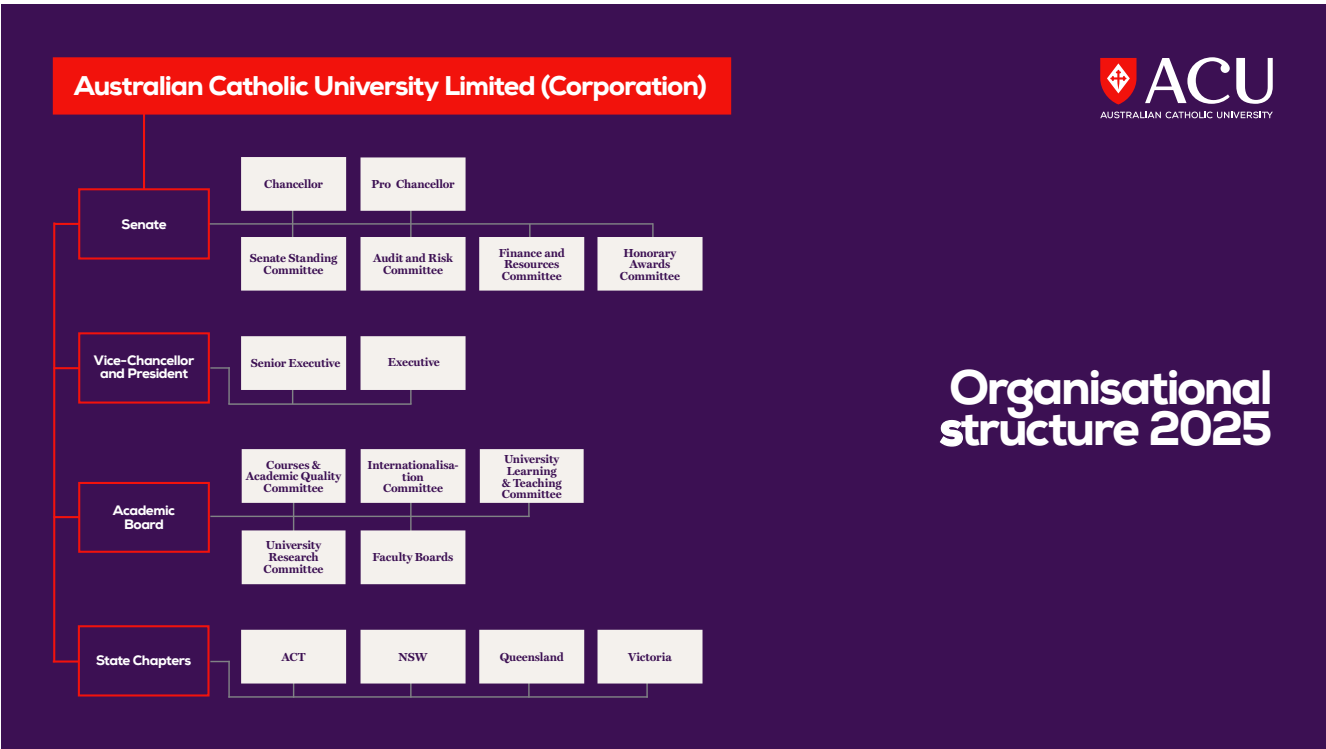 Australian Catholic University Limited (Corporation)
ACU
AUSTRALIAN CATHOLIC UNIVERSITY
Chancellor
Pro Chancellor
Senate
Senate Standing
Committee
Audit and Risk
Committee
Finance and
Resources
Committee
Honorary
Awards
Committee
Vice-Chancellor
and President
Senior Executive
Executive
Organisational
structure 2025
Courses &
Academic Quality
Committee
Internationalisa-
tion
Committee
University
Learning
& Teaching
Committee
Academic
Board
University
Research
Committee
Faculty Boards
State Chapters
ACT
NSW
Queensland
Victoria